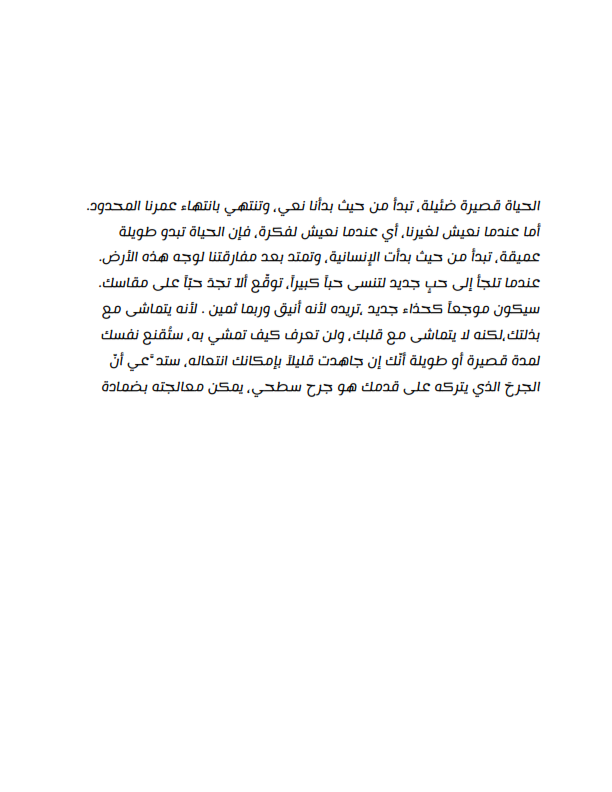 الحياة قصيرة ضئيلة، تبدأ من حيث بدأنا نعي، وتنتهي بانتهاء عمرنا المحدود.
أما عندما نعيش لغيرنا، أي عندما نعيش لفكرة، فإن الحياة تبدو طويلة
عميقة، تبدأ من حيث بدأت الإنسانية، وتمتد بعد مفارقتنا لوجه هذه الأرض.
عندما تلجأ إلى حبٍ جديد لتنسى حباً كبيراً، توقّع ألاّ تجدَ حبّاً على مقاسك.
سيكون موجعاً كحذاء جديد ،تريده لأنه أنيق وربما ثمين . لأنه يتماشى مع
بذلتك،لكنه لا يتماشى مع قلبك، ولن تعرف كيف تمشي به، ستُقنع نفسك
لمدة قصيرة أو طويلة أنّك إن جاهدت قليلاً بإمكانك انتعاله، ستد ّعي أنّ
الجرحَ الذي يتركه على قدمك هو جرح سطحي، يمكن معالجته بضمادة